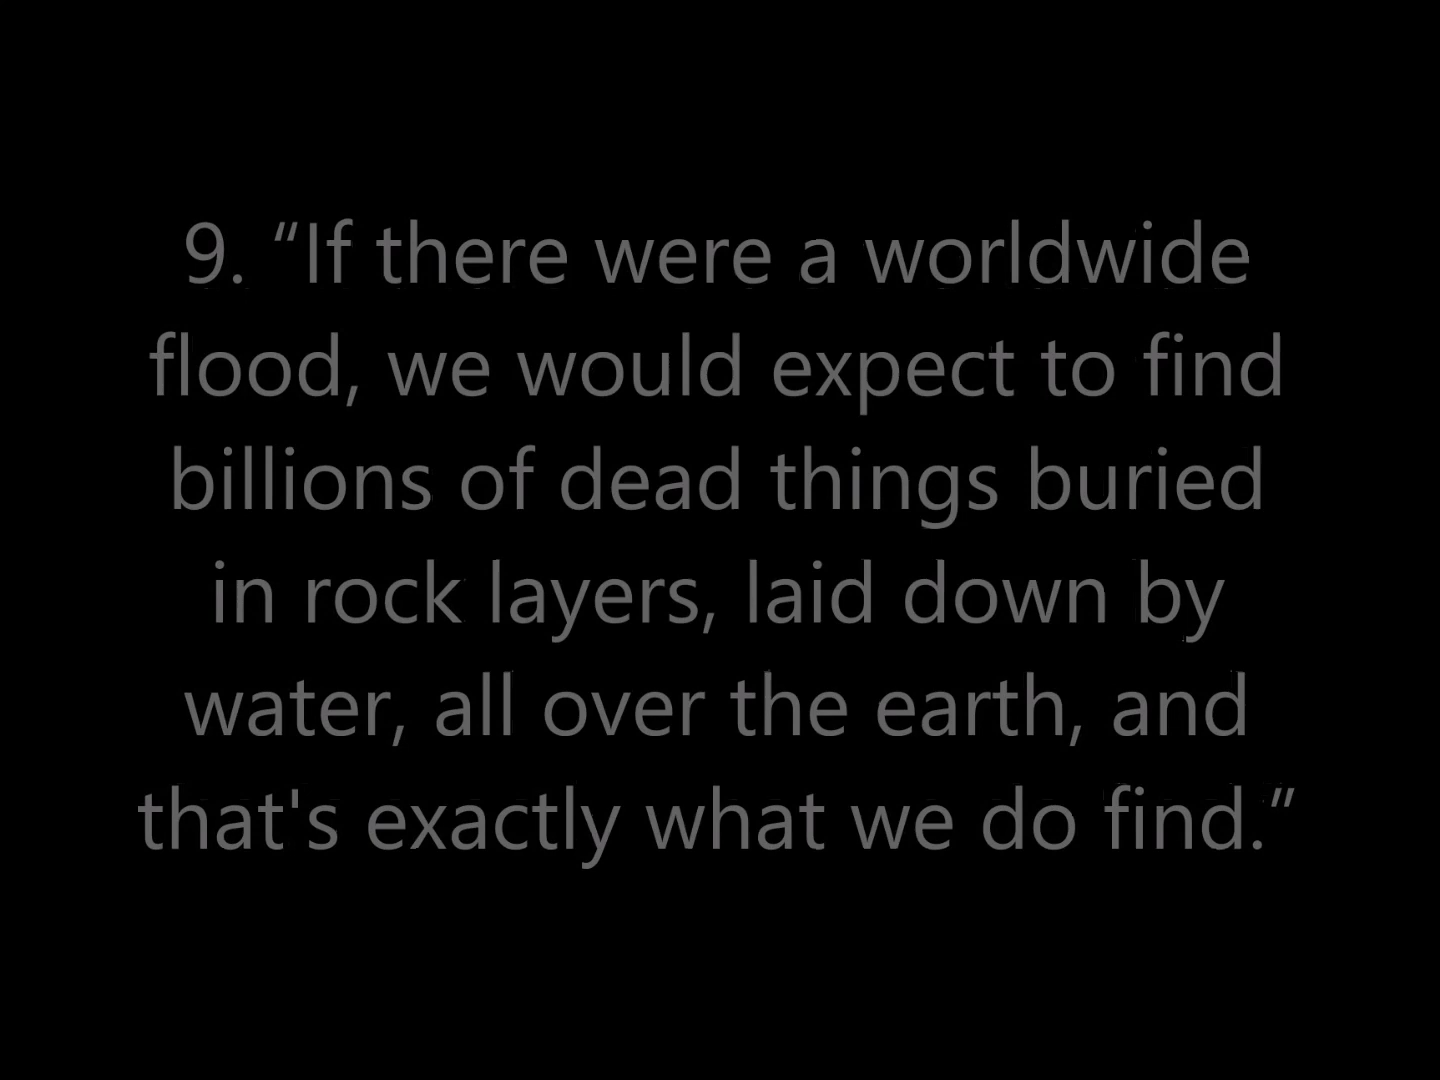 9. “If there were a worldwide
flood, we would expect to find
billions of dead things buried
in rock layers, laid down by
water, all over the earth, and
that's exactly what we do find.”